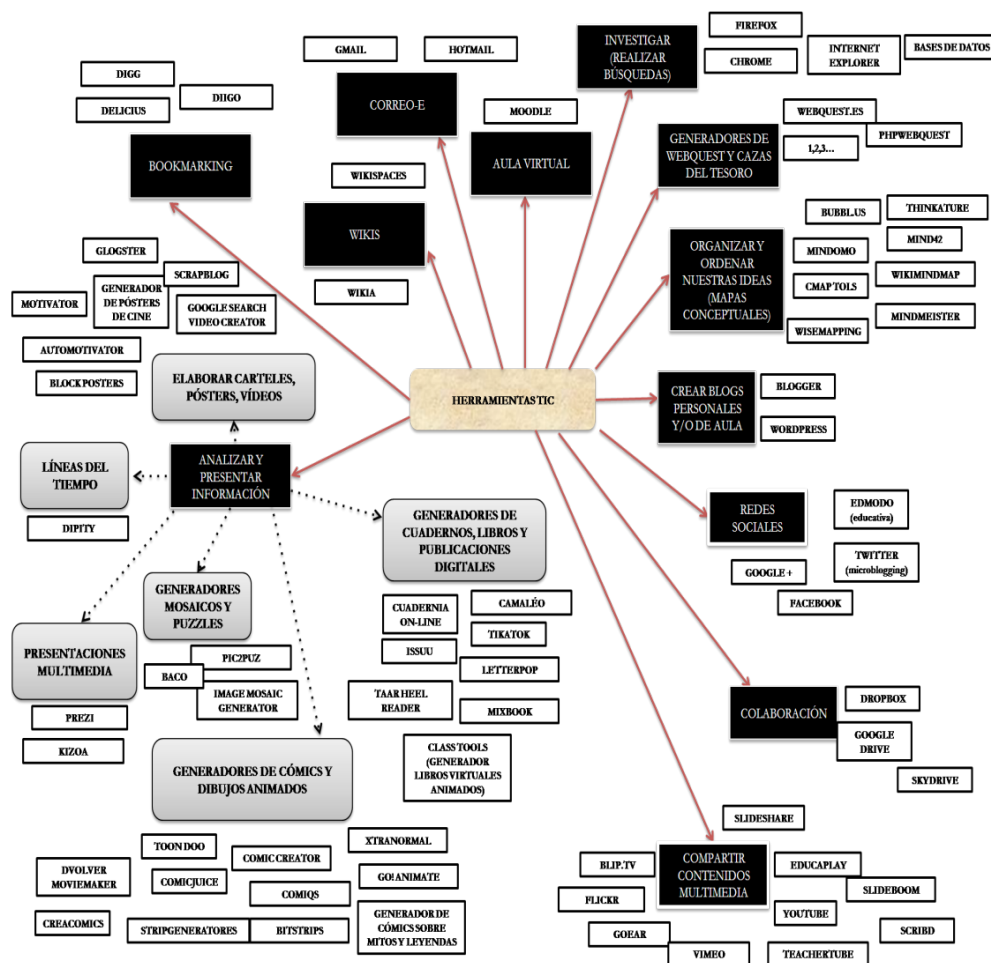 FIREFOX
GMAIL
HOTMAIL
INVESTIGAR
(REALIZAR
BÚSQUEDAS)
CHROME
INTERNET
EXPLORER
BASES DE DATOS
DIGG
DIIGO
DELICIUS
CORREO-E
MOODLE
WEBQUEST.ES
PHPWEBQUEST
1,2,3...
GENERADORES DE
WEBQUEST Y CAZAS
DEL TESORO
BOOKMARKING
AULA VIRTUAL
WIKISPACES
WIKIS
WIKIA
BUBBL.US
THINKATURE
MINDOMO
MIND42
ORGANIZAR Y
ORDENAR
NUESTRAS IDEAS
(MAPAS
CONCEPTUALES)
CMAP TOLS
WIKIMINDMAP
WISEMAPPING
MINDMEISTER
GLOGSTER
SCRAPBLOG
MOTIVATOR
GENERADOR
DE PÓSTERS
DE CINE
GOOGLE SEARCH
VIDEO CREATOR
AUTOMOTIVATOR
BLOCK POSTERS
ELABORAR CARTELES,
PÓSTERS, VÍDEOS
HERRAMIENTAS TIC
CREAR BLOGS
PERSONALES
Y/O DE AULA
BLOGGER
WORDPRESS
LÍNEAS DEL
TIEMPO
ANALIZAR Y
PRESENTAR
INFORMACIÓN
DIPITY
GENERADORES DE
CUADERNOS, LIBROS Y
PUBLICACIONES
DIGITALES
REDES
SOCIALES
EDMODO
(educativa)
TWITTER
(microblogging)
GOOGLE +
FACEBOOK
GENERADORES
MOSAICOS Y
PUZZLES
PRESENTACIONES
MULTIMEDIA
PIC2PUZ
BACO
IMAGE MOSAIC
GENERATOR
PREZI
KIZOA
CUADERNIA
ON-LINE
CAMALÉO
TIKATOK
ISSUU
LETTERPOP
TAAR HEEL
READER
MIXBOOK
CLASS TOOLS
(GENERADOR
LIBROS VIRTUALES
ANIMADOS)
COLABORACIÓN
DROPBOX
GOOGLE
DRIVE
SKYDRIVE
GENERADORES DE CÓMICS Y
DIBUJOS ANIMADOS
TOON DOO
COMIC CREATOR
XTRANORMAL
DVOLVER
MOVIEMAKER
COMICJUICE
GO!ANIMATE
COMIQS
CREACOMICS
STRIPGENERATORES
BITSTRIPS
GENERADOR DE
CÓMICS SOBRE
MITOS Y LEYENDAS
SLIDESHARE
BLIP.TV
COMPARTIR
CONTENIDOS
MULTIMEDIA
EDUCAPLAY
SLIDEBOOM
FLICKR
YOUTUBE
SCRIBD
GOEAR
VIMEO
TEACHERTUBE